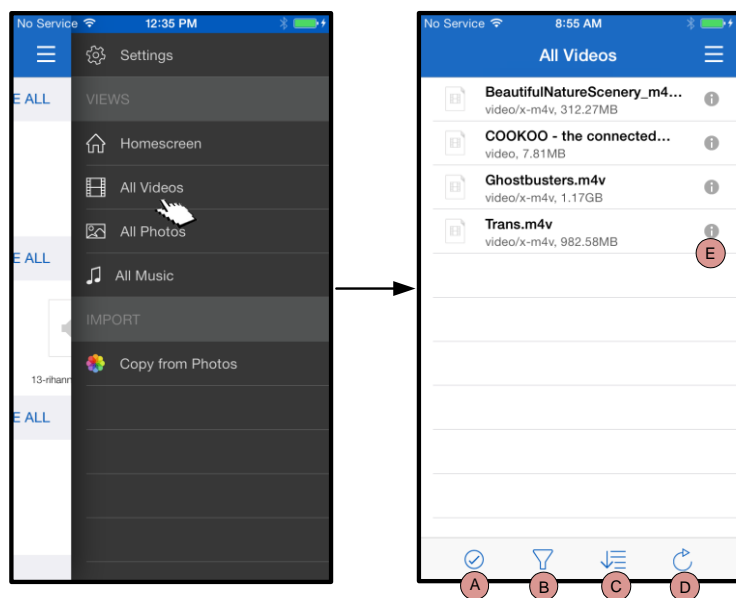 No Service 12:35 PM
Settings
E ALL
VIEWS
Homescreen
All Videos
All Photos
E ALL
All Music
IMPORT
Copy from Photos
13-rihann
E ALL
No Service 8:55 AM
All Videos
BeautifulNatureScenery_m4...
video/x-m4v, 312.27MB
COOKOO - the connected...
video, 7.81MB
Ghostbusters.m4v
video/x-m4v, 1.17GB
Trans.m4v
video/x-m4v, 982.58MB
E
A B C D